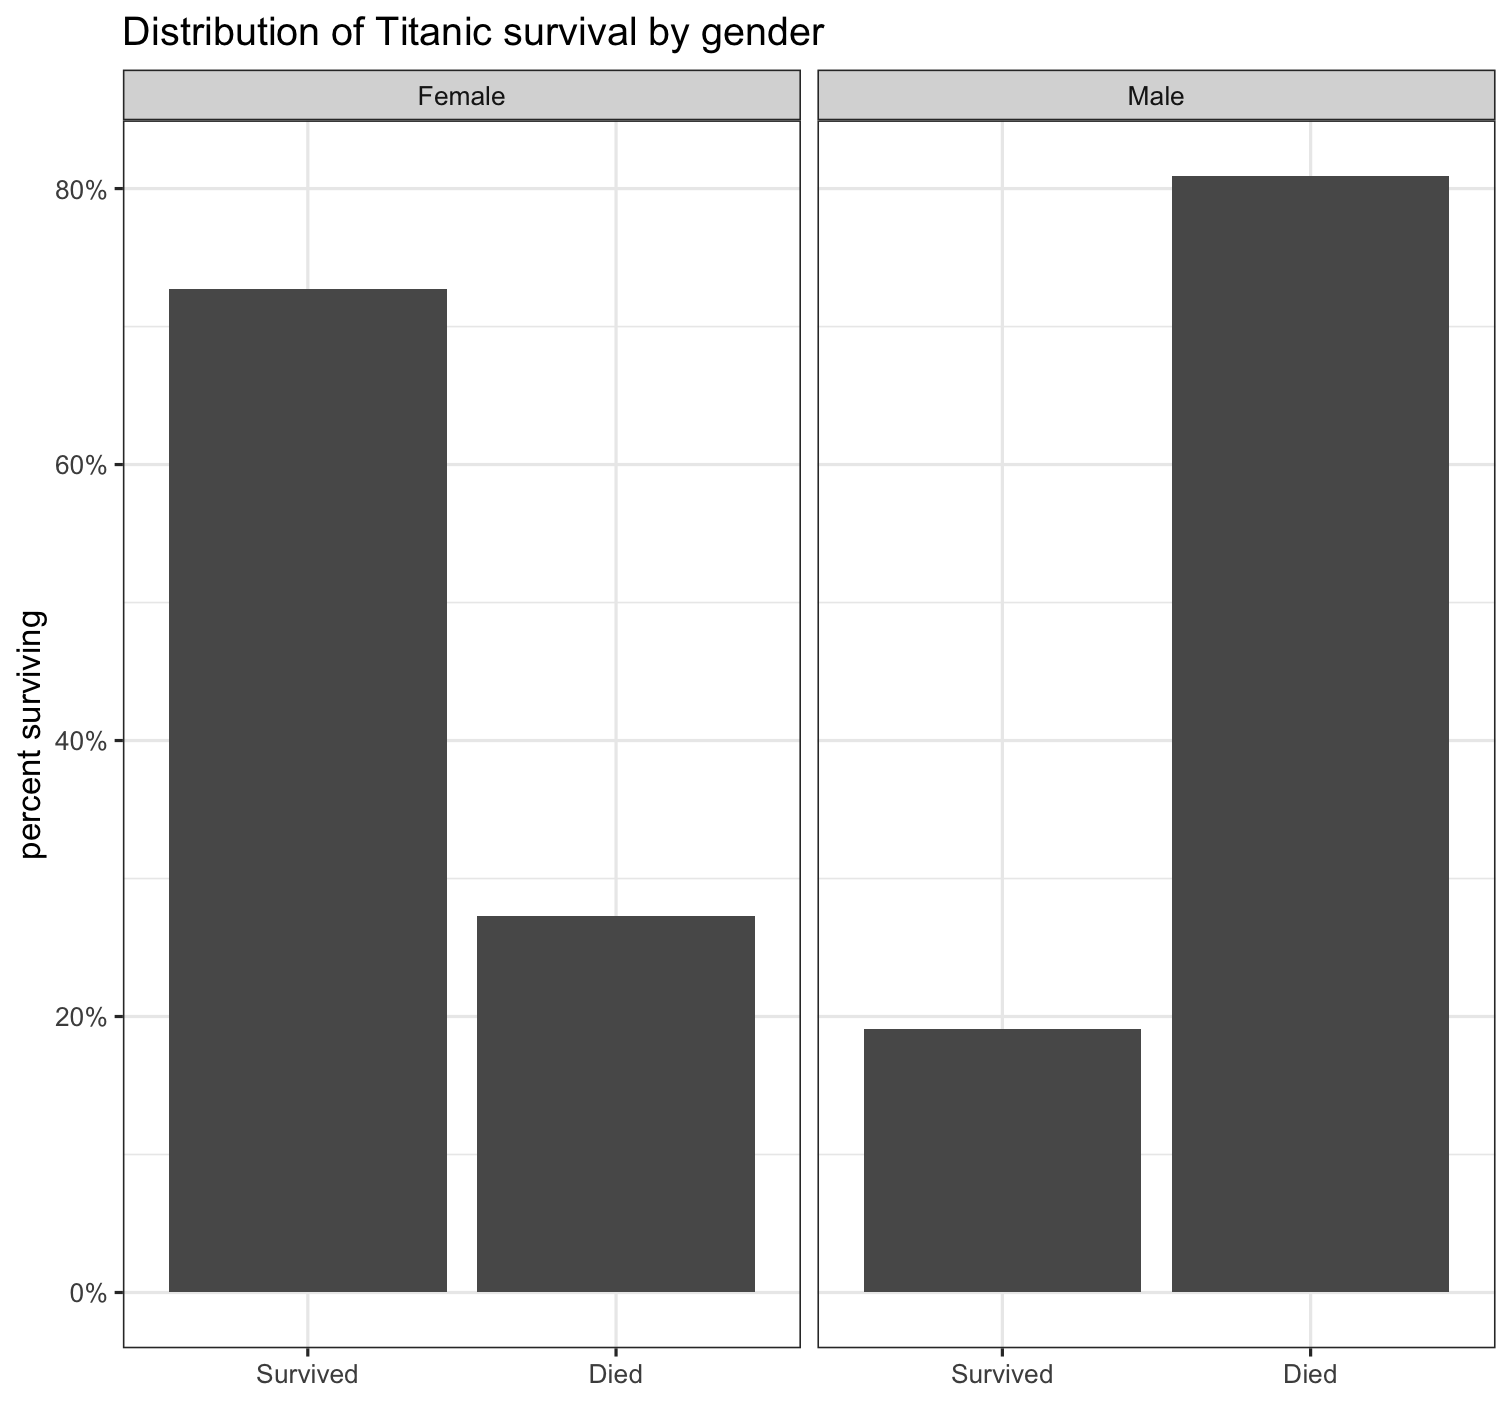 Distribution of Titanic survival by gender
Female
Male
percent surviving
80%
60%
40%
20%
0%
Survived
Died
Survived
Died